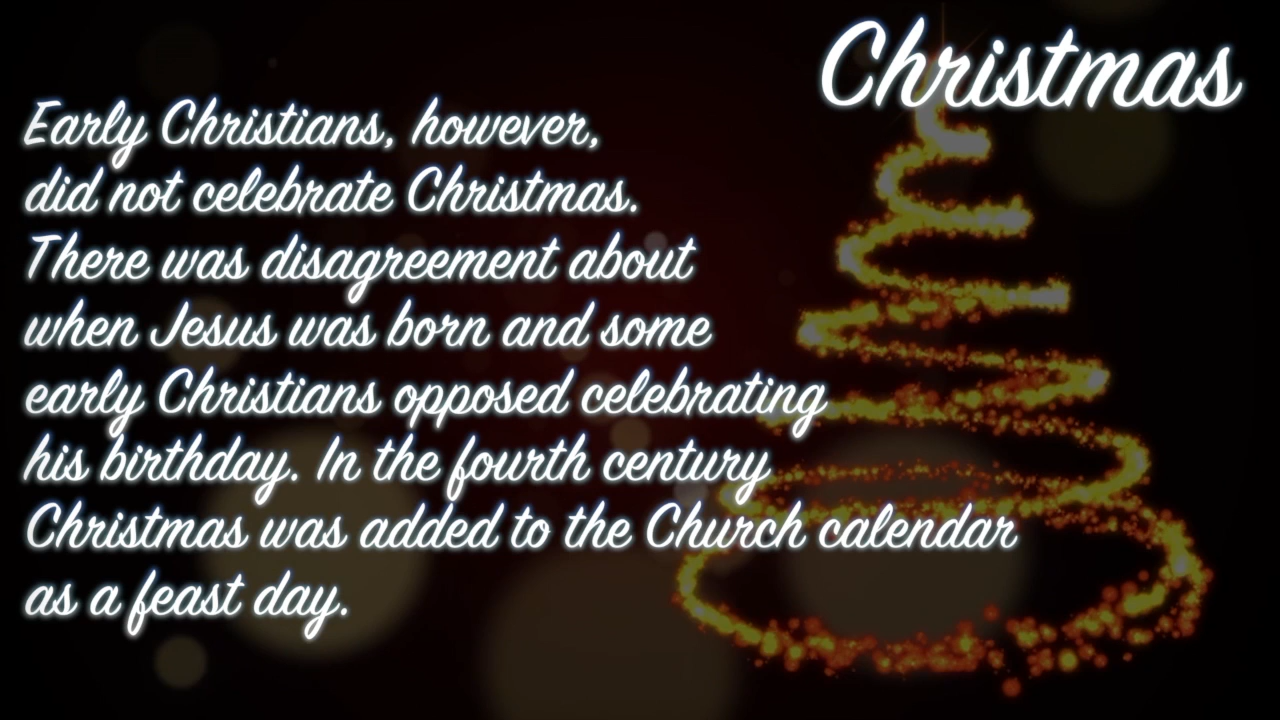 Christmas
Early Christians, however,
did not celebrate Christmas.
There was disagreement about
when Jesus was born and some
early Christians opposed celebrating
his birthday. In the fourth century
Christmas was added to the Church calendar
as a feast day.